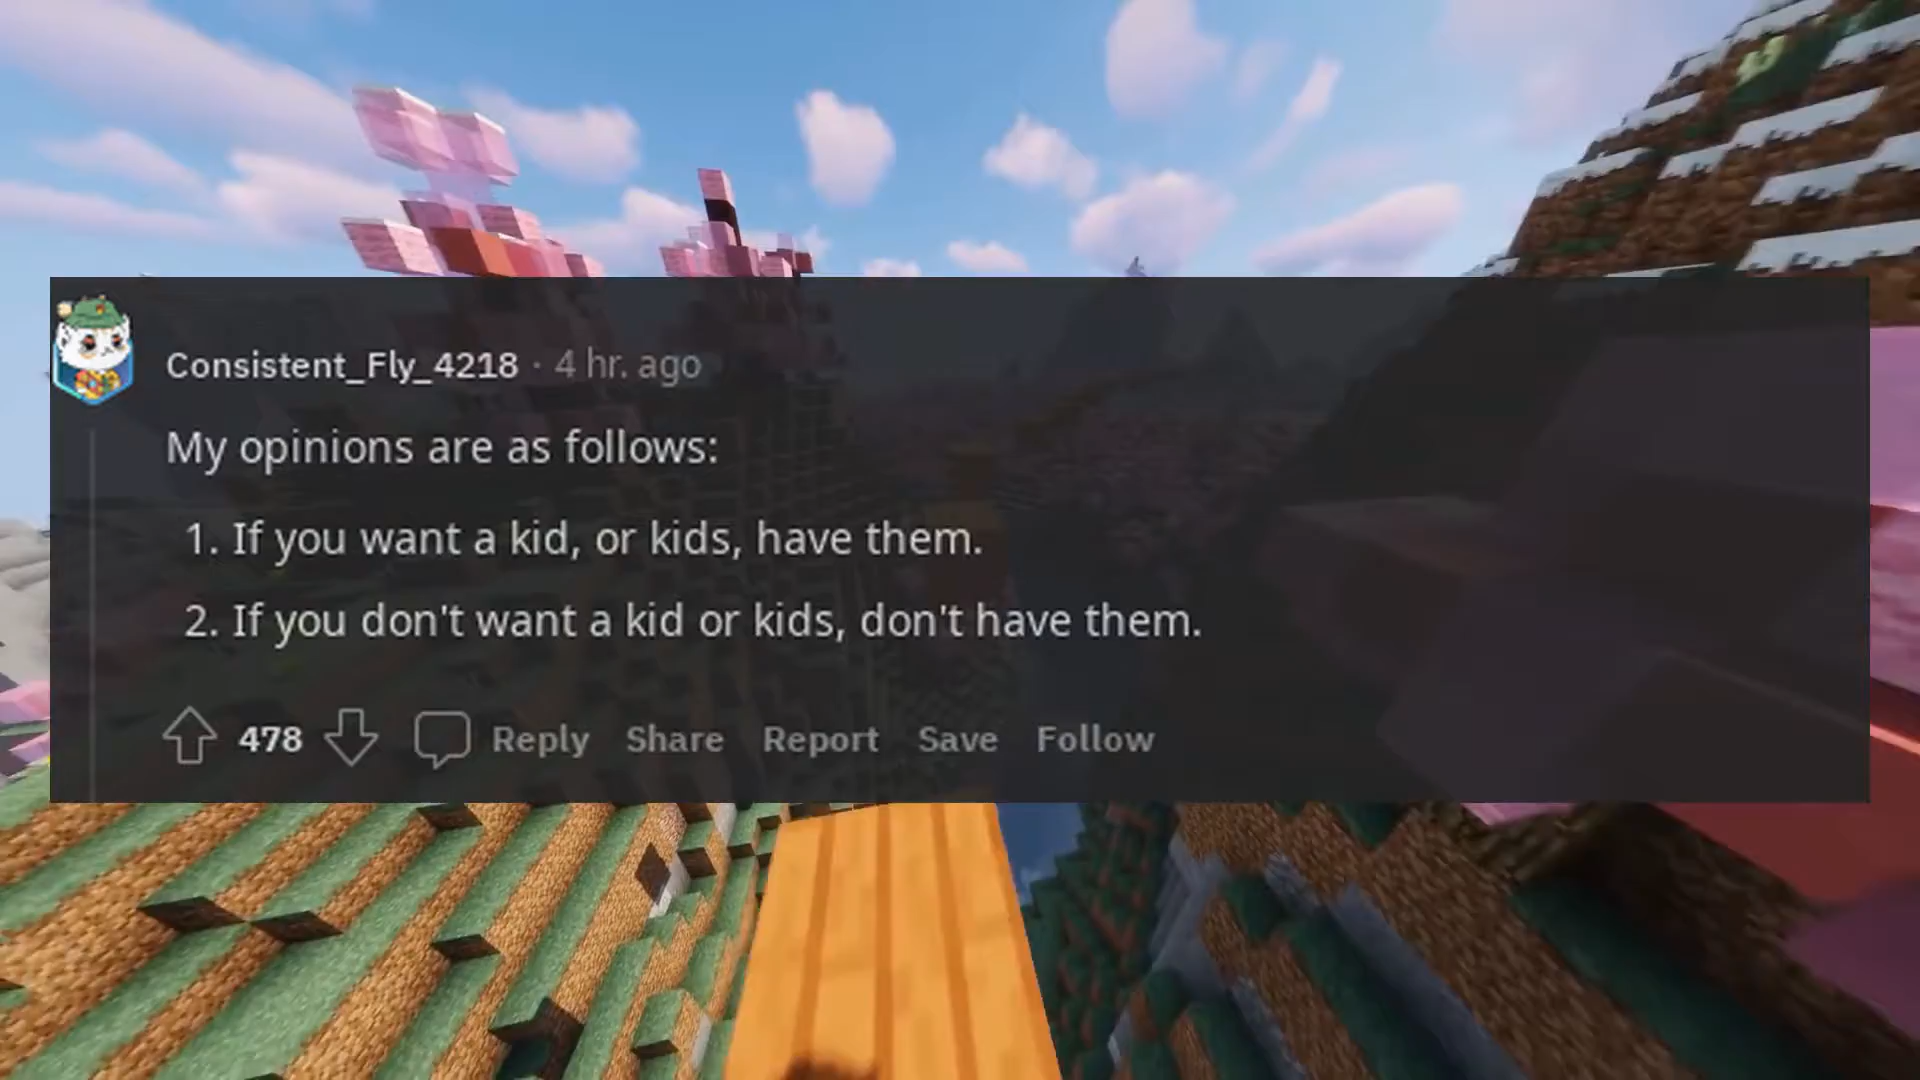 Consistent_Fly_4218 · 4 hr. ago
My opinions are as follows:
1. If you want a kid, or kids, have them.
2. If you don't want a kid or kids, don't have them.
478 Reply Share Report Save Follow